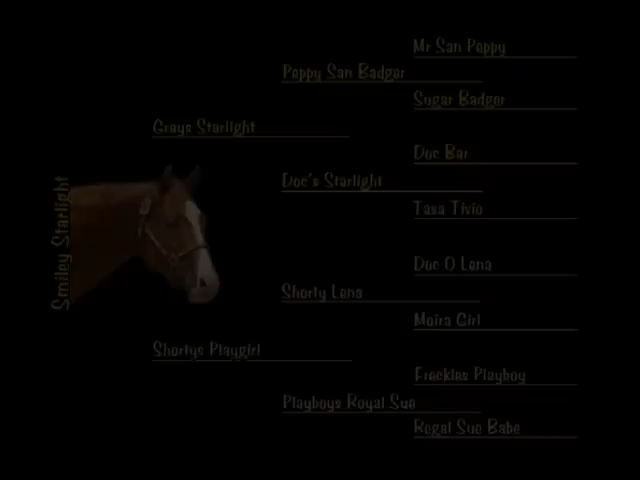 Mr San Peppy
Peppy San Badger
Sugar Badger
Grays Starlight
Doc Bar
Doc's Starlight
Tasa Tivio
Smiley Starlight
Doc O Lena
Shorty Lena
Moira Girl
Shortys Playgirl
Freckles Playboy
Playboys Royal Sue
Regal Sue Babe